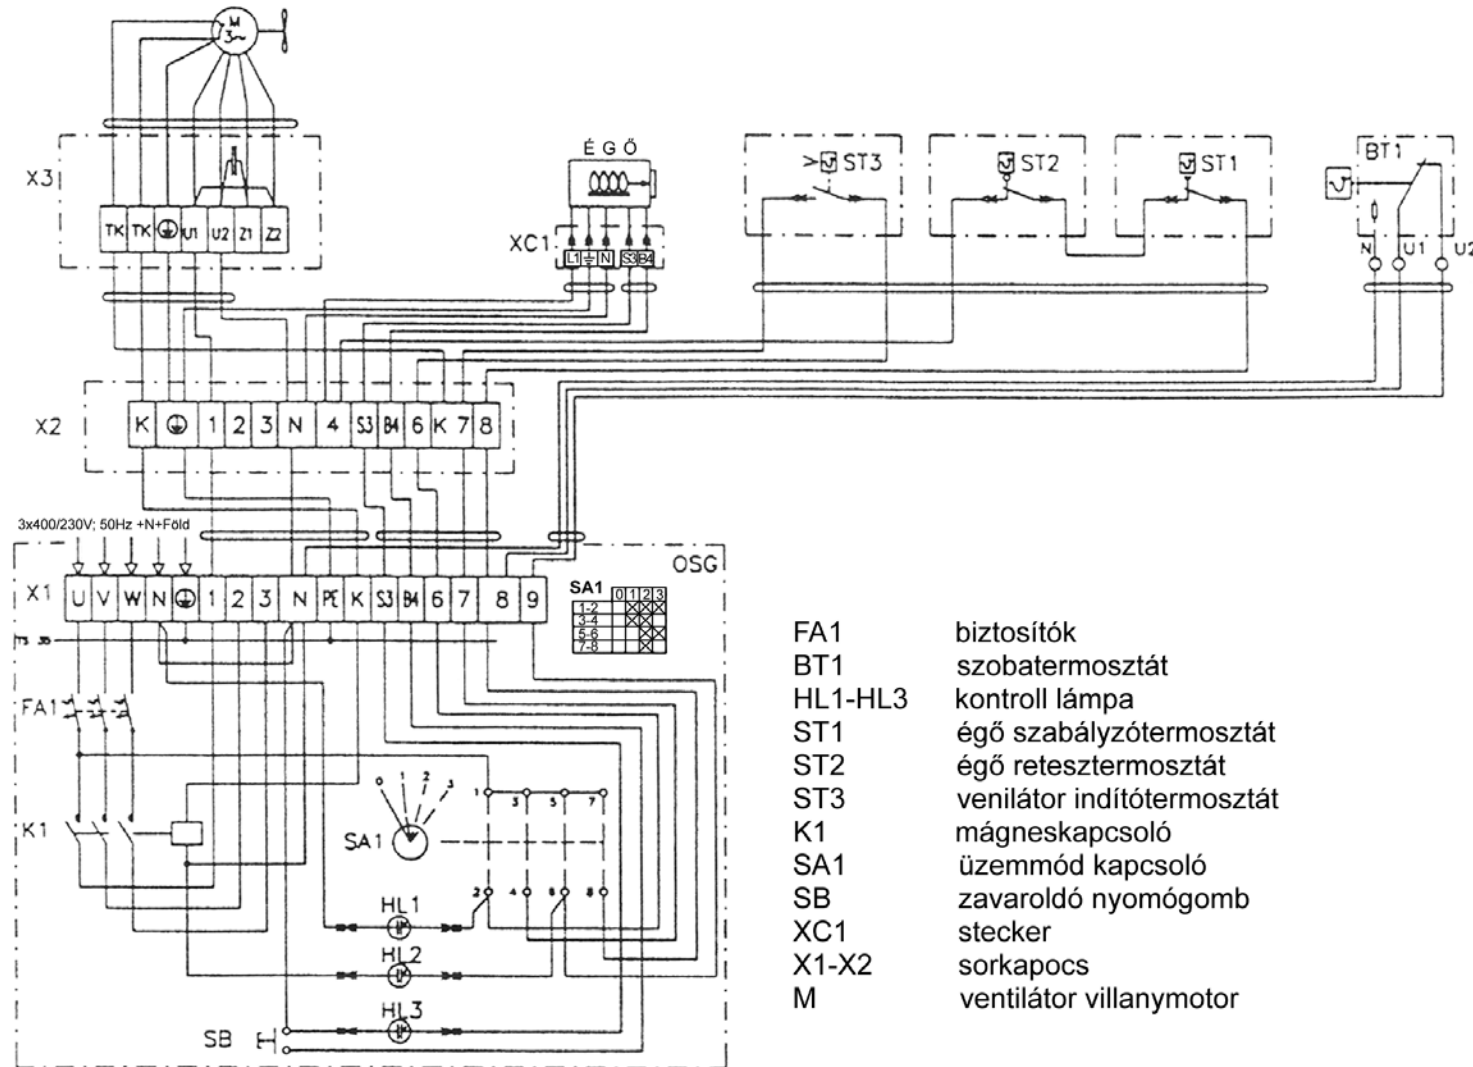 M
3~
X3
TK TK U1 U2 Z1 Z2
ÉGŐ
XC1
L1 N S3 B4
ST3
ST2
ST1
BT1
N U1 U2
X2
K 1 2 3 N 4 S3 B4 6 K 7 8
3x400/230V; 50Hz +N+Föld
OSG
X1
U V W N 1 2 3 N PE K S3 B4 6 7 8 9
SA1 0 1 2 3
1-2
3-4
5-6
7-8
TS 35
FA1
K1
0 1 2 3
SA1
1 3 5 7
2 4 6 8
HL1
HL2
HL3
SB
FA1 biztosítók
BT1 szobatermosztát
HL1-HL3 kontroll lámpa
ST1 égő szabályzótermosztát
ST2 égő retesztermosztát
ST3 venilátor indítótermosztát
K1 mágneskapcsoló
SA1 üzemmód kapcsoló
SB zavaroldó nyomógomb
XC1 stecker
X1-X2 sorkapocs
M ventilátor villanymotor